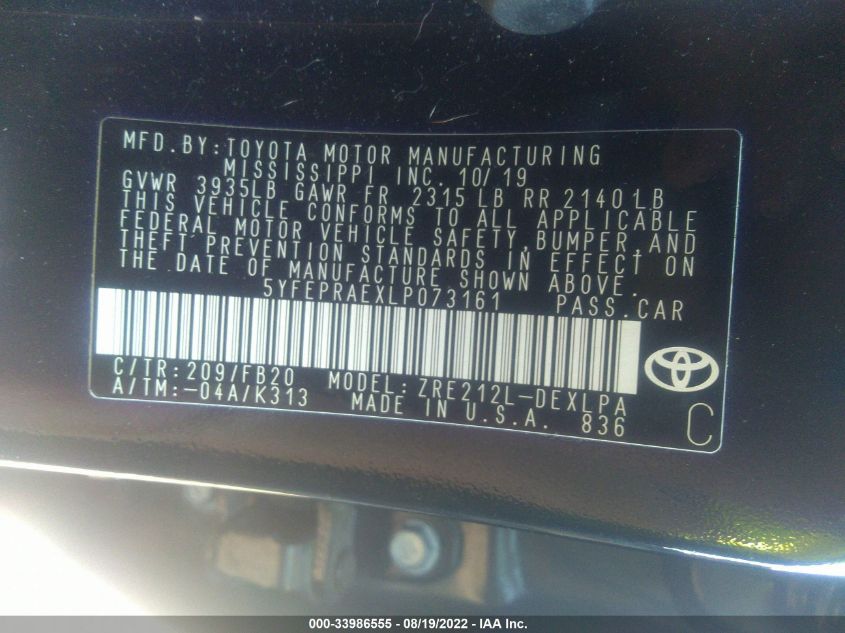 MFD.BY:TOYOTA MOTOR MANUFACTURING
MISSISSIPPI INC. 10/19
GVWR 3935LB GAWR FR 2315LB RR 2140LB
THIS VEHICLE CONFORMS TO ALL APPLICABLE
FEDERAL MOTOR VEHICLE SAFETY,BUMPER,AND
THEFT PREVENTION STANDARDS IN EFFECT ON
THE DATE OF MANUFACTURE SHOWN ABOVE.
5YFEPRAEXLP073161 PASS.CAR
C/TR:209/FB20 MODEL:ZRE212L-DEXLPA
A/TM:-04A/K313 MADE IN U.S.A. 836
C
000-33986555 / 08/19/2022 - IAA Inc.